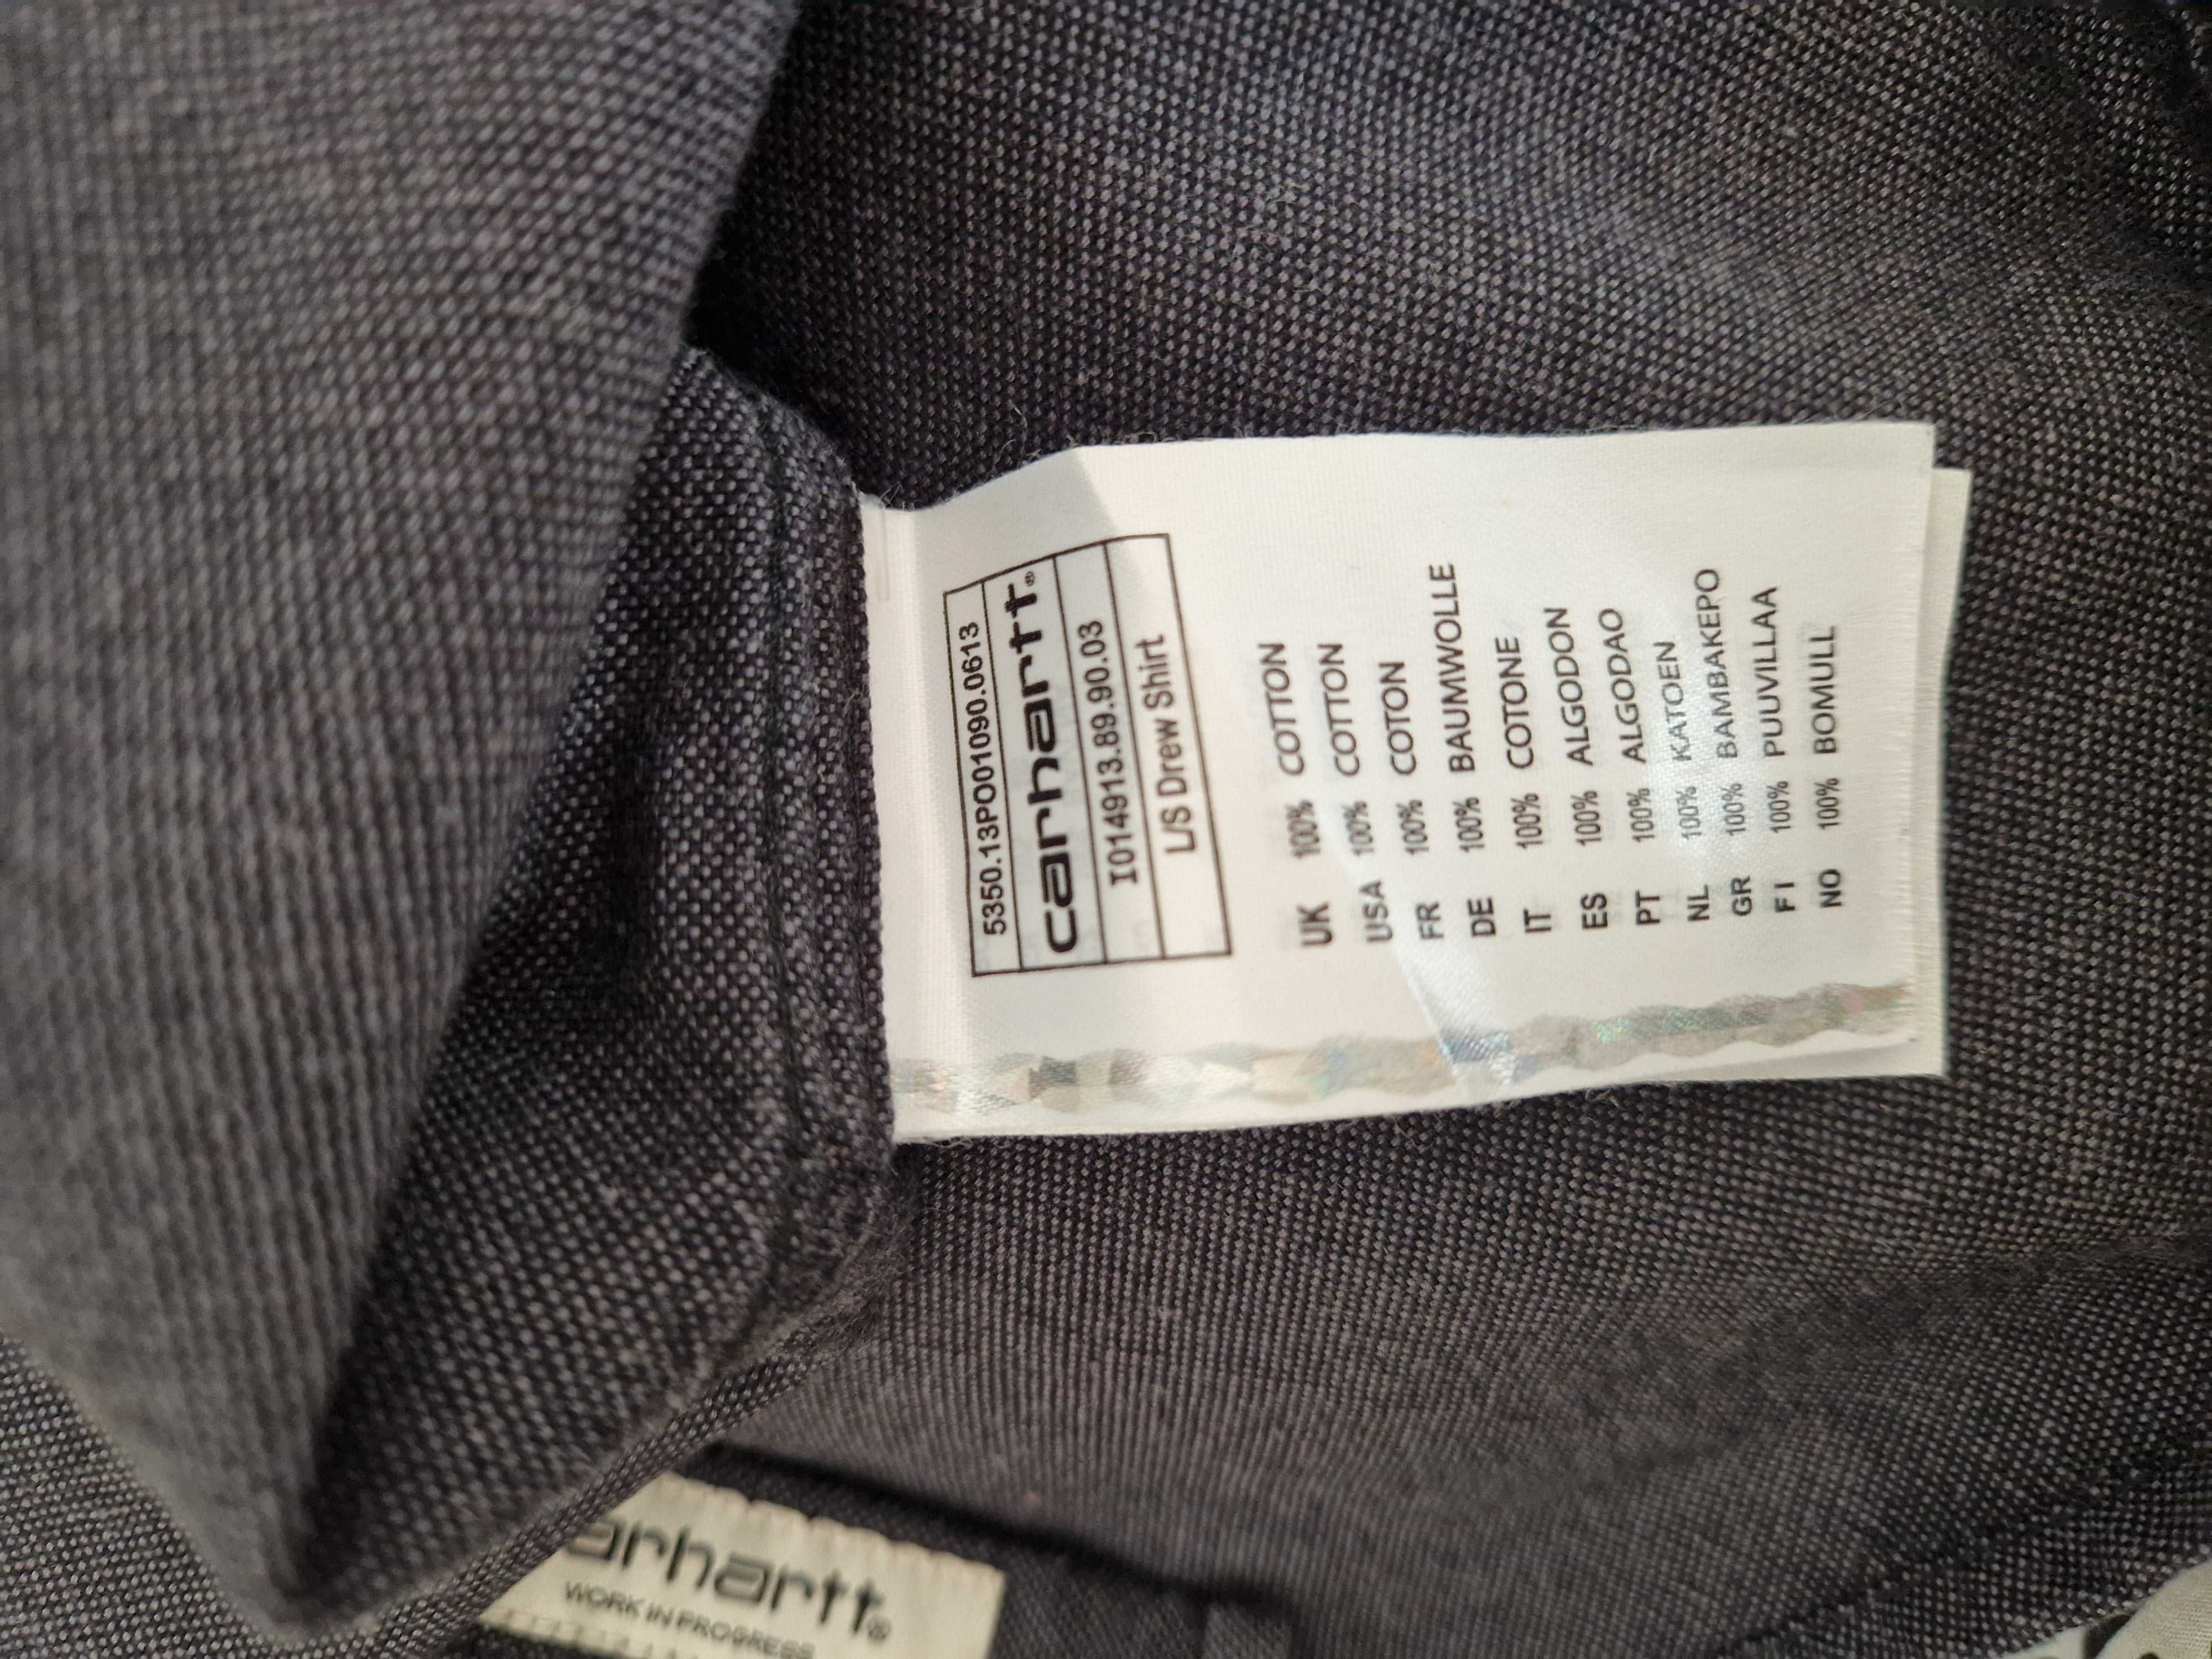 5350.13PO001090.0613
carhartt®
I014913.89.90.03
L/S Drew Shirt
UK 100% COTTON
USA 100% COTTON
FR 100% COTON
DE 100% BAUMWOLLE
IT 100% COTONE
ES 100% ALGODON
PT 100% ALGODAO
NL 100% KATOEN
GR 100% BAMBAKEPO
FI 100% PUUVILLAA
NO 100% BOMULL
arhartt®
WORK IN PROGRESS